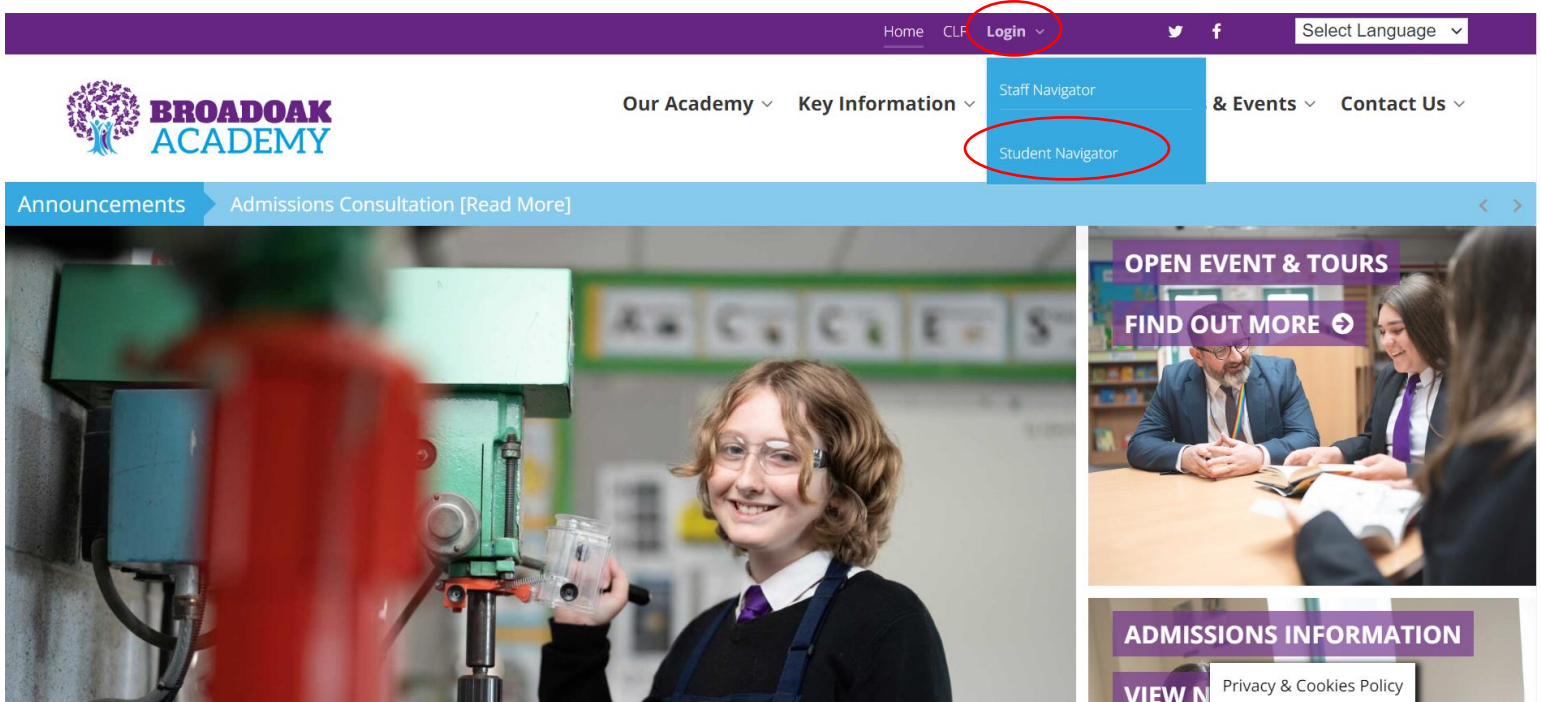 Home CLF Login
Select Language
BROADOAK
ACADEMY
Our Academy Key Information & Events Contact Us
Staff Navigator
Student Navigator
Announcements Admissions Consultation [Read More]
A C C E S
OPEN EVENT & TOURS
FIND OUT MORE
ADMISSIONS INFORMATION
VIEW N
Privacy & Cookies Policy